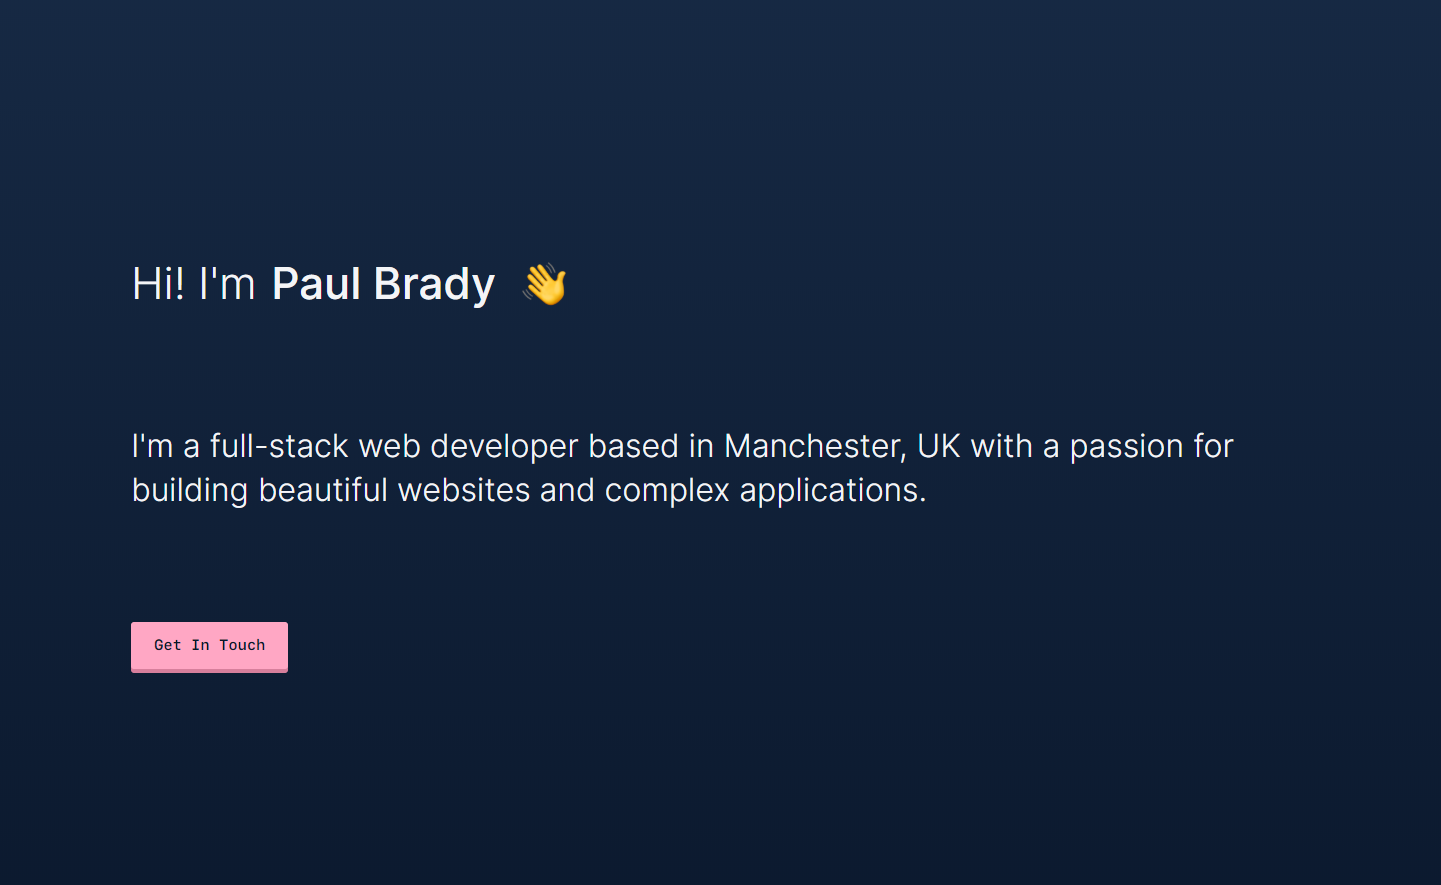 Hi! I'm Paul Brady 👋
I'm a full-stack web developer based in Manchester, UK with a passion for
building beautiful websites and complex applications.
Get In Touch